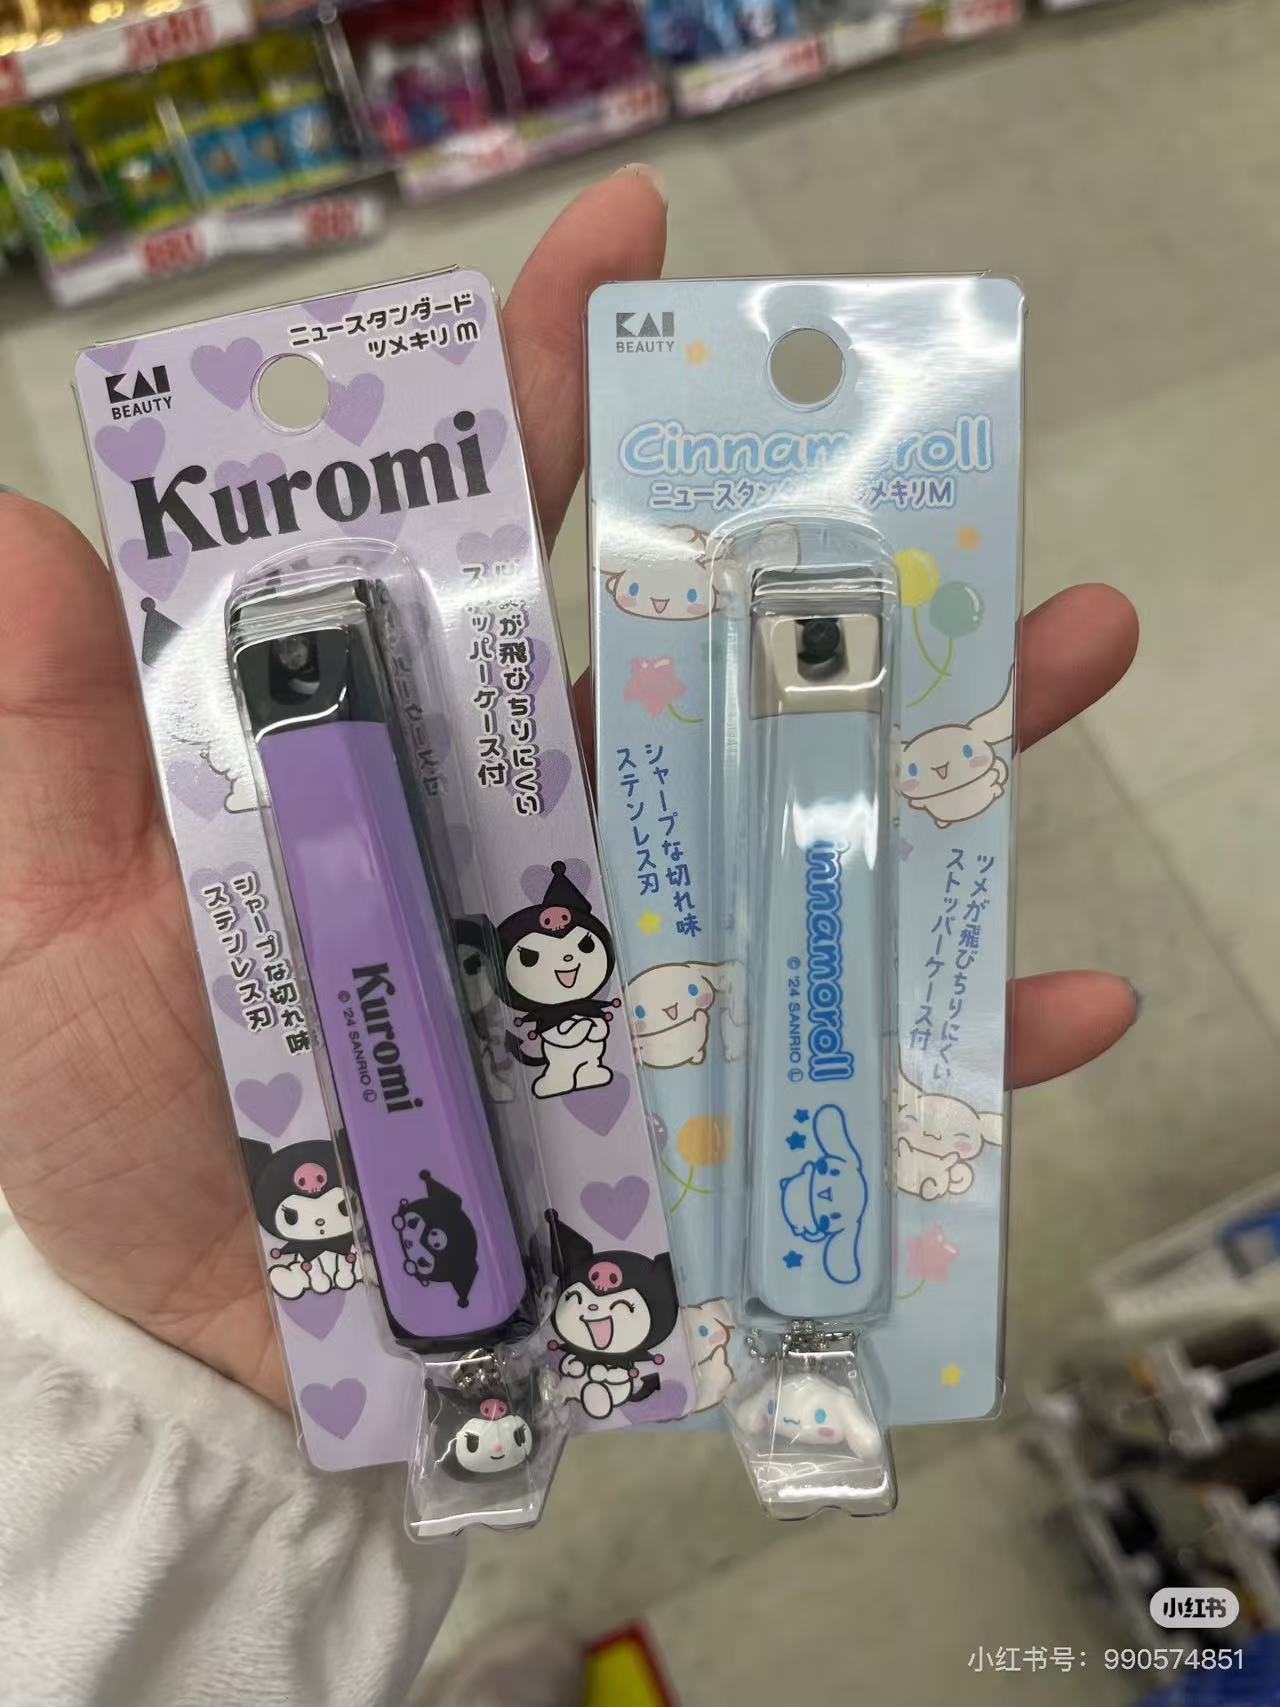 ニュースタンダード
ツメキリ M
KAI
BEAUTY
Kuromi
ツメが飛びちりにくい
ストッパーケース付
シャープな切れ味
ステンレス刃
Kuromi
© '24 SANRIO Ⓛ
KAI
BEAUTY
Cinnamoroll
ニュースタンダード ツメキリM
シャープな切れ味
ステンレス刃
ツメが飛びちりにくい
ストッパーケース付
Cinnamoroll
© '24 SANRIO Ⓛ
小红书
小红书号：990574851